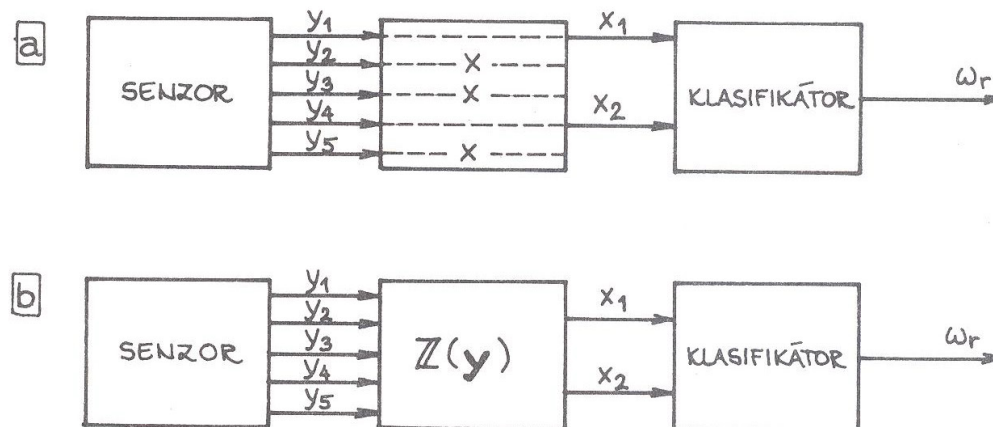 a
SENZOR
y1
y2
y3
y4
y5
x
x
x
x1
x2
KLASIFIKÁTOR
ωr
b
SENZOR
y1
y2
y3
y4
y5
ℤ(y)
x1
x2
KLASIFIKÁTOR
ωr